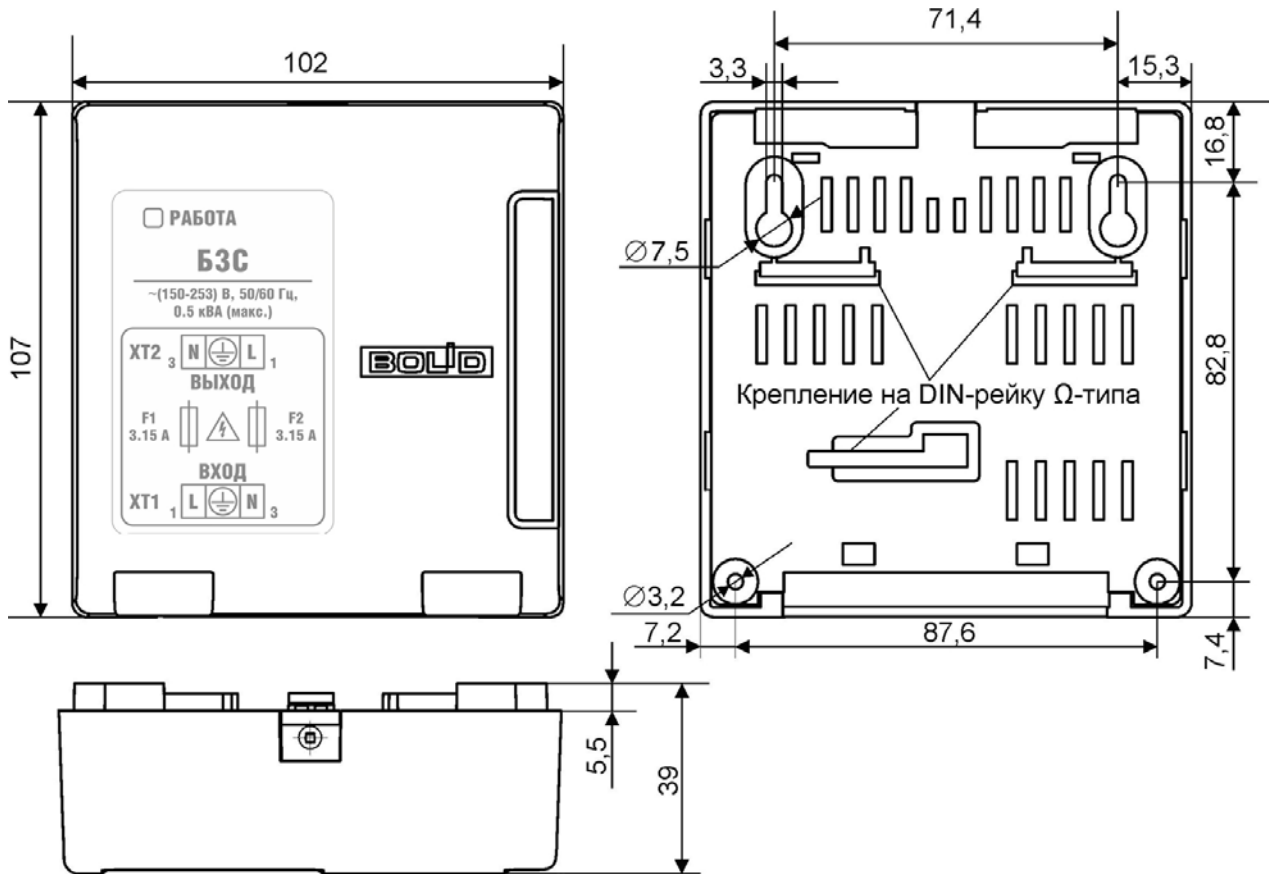 102
107
РАБОТА
БЗС
~(150-253) В, 50/60 Гц,
0.5 кВА (макс.)
XT2 3 N L 1
ВЫХОД
F1
3.15 А
F2
3.15 А
ВХОД
XT1 1 L N 3
BOLID
71,4
3,3
15,3
16,8
∅7,5
82,8
Крепление на DIN-рейку Ω-типа
∅3,2
7,2
87,6
7,4
5,5
39